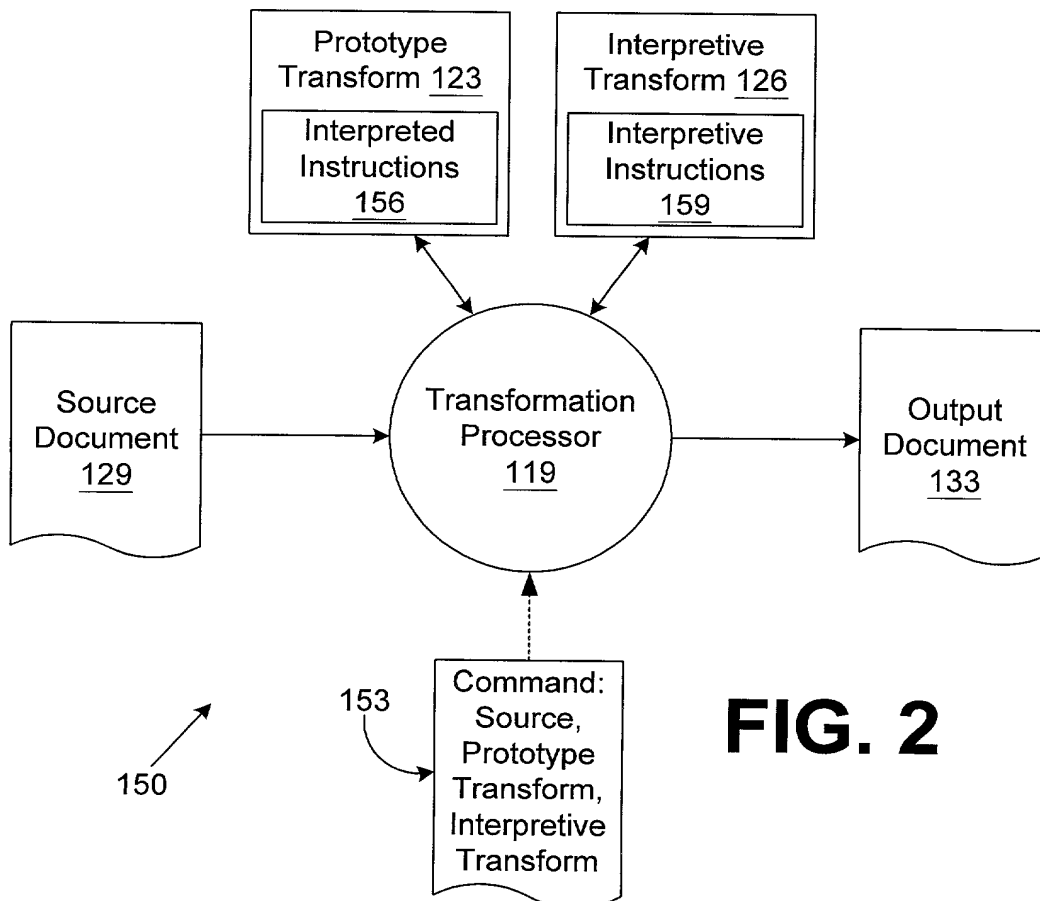 Prototype
Transform 123
Interpreted
Instructions
156
Interpretive
Transform 126
Interpretive
Instructions
159
Source
Document
129
Transformation
Processor
119
Output
Document
133
Command:
Source,
Prototype
Transform,
Interpretive
Transform
153
150
FIG. 2